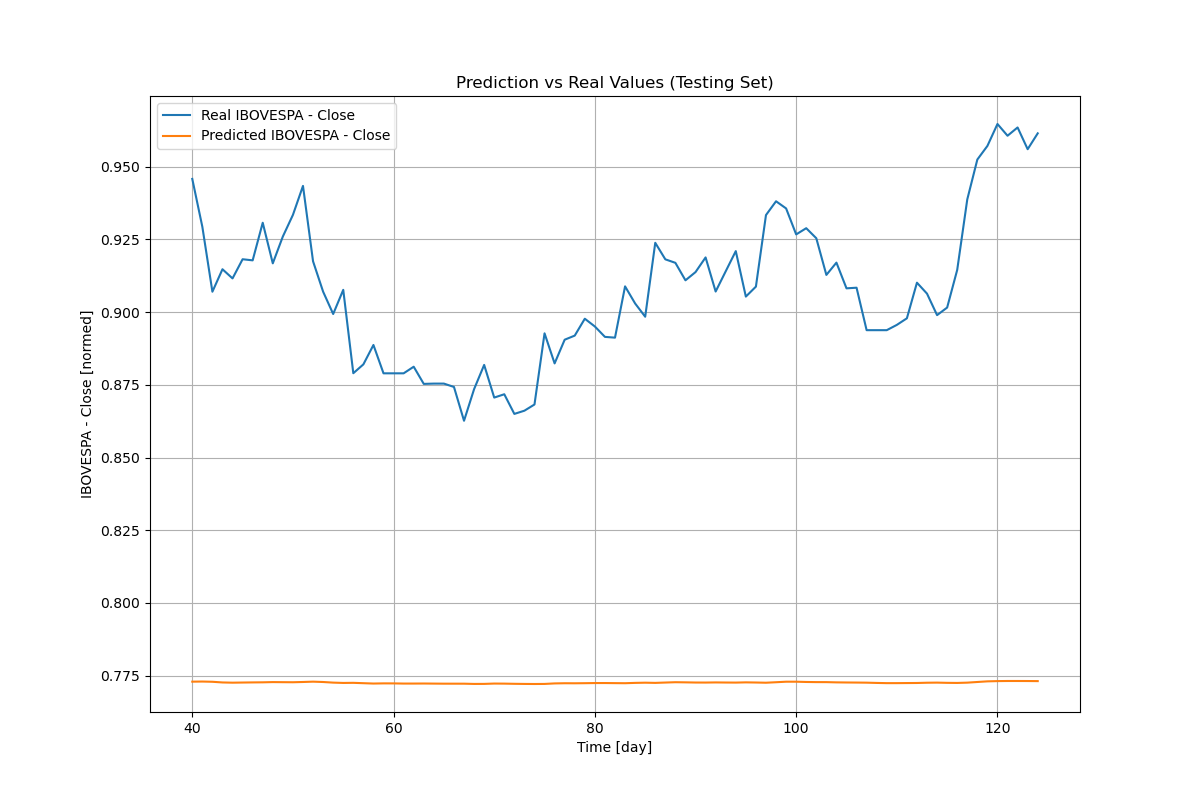 Prediction vs Real Values (Testing Set)
Real IBOVESPA - Close
Predicted IBOVESPA - Close
IBOVESPA - Close [normed]
0.950
0.925
0.900
0.875
0.850
0.825
0.800
0.775
40 60 80 100 120
Time [day]